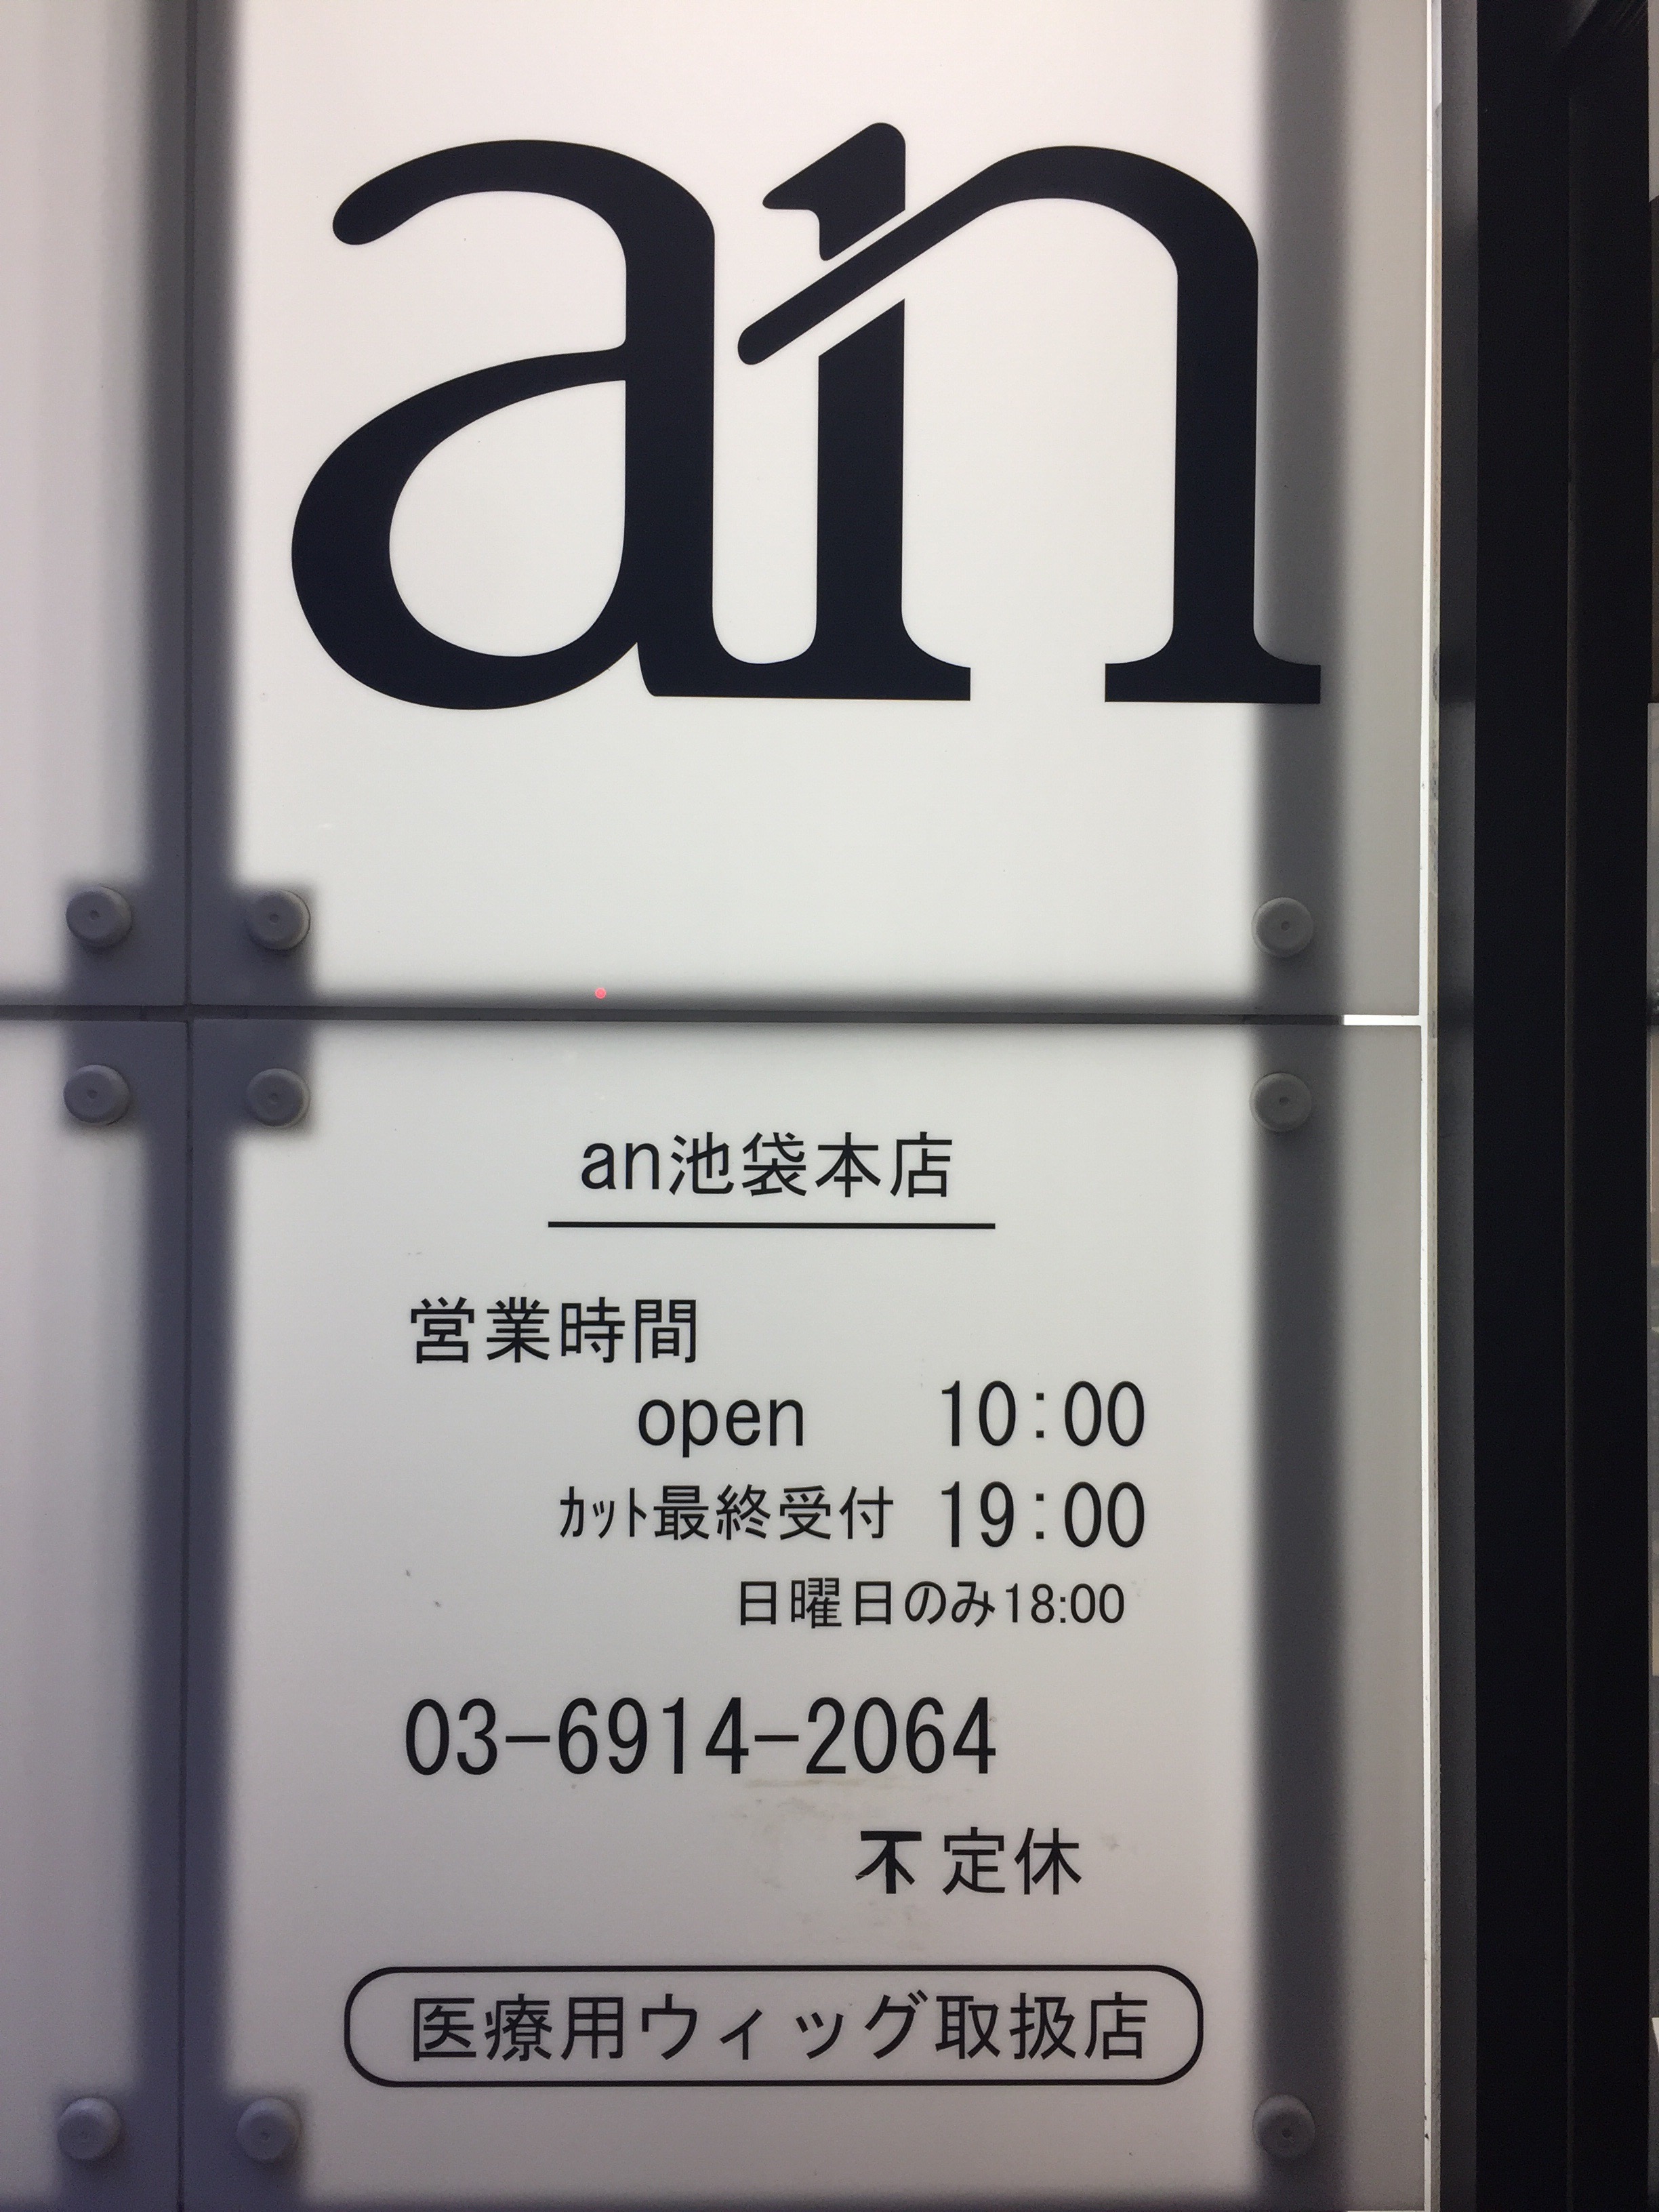 an
an池袋本店
営業時間
open 10:00
ｶｯﾄ最終受付 19:00
日曜日のみ18:00
03-6914-2064
不定休
医療用ウィッグ取扱店